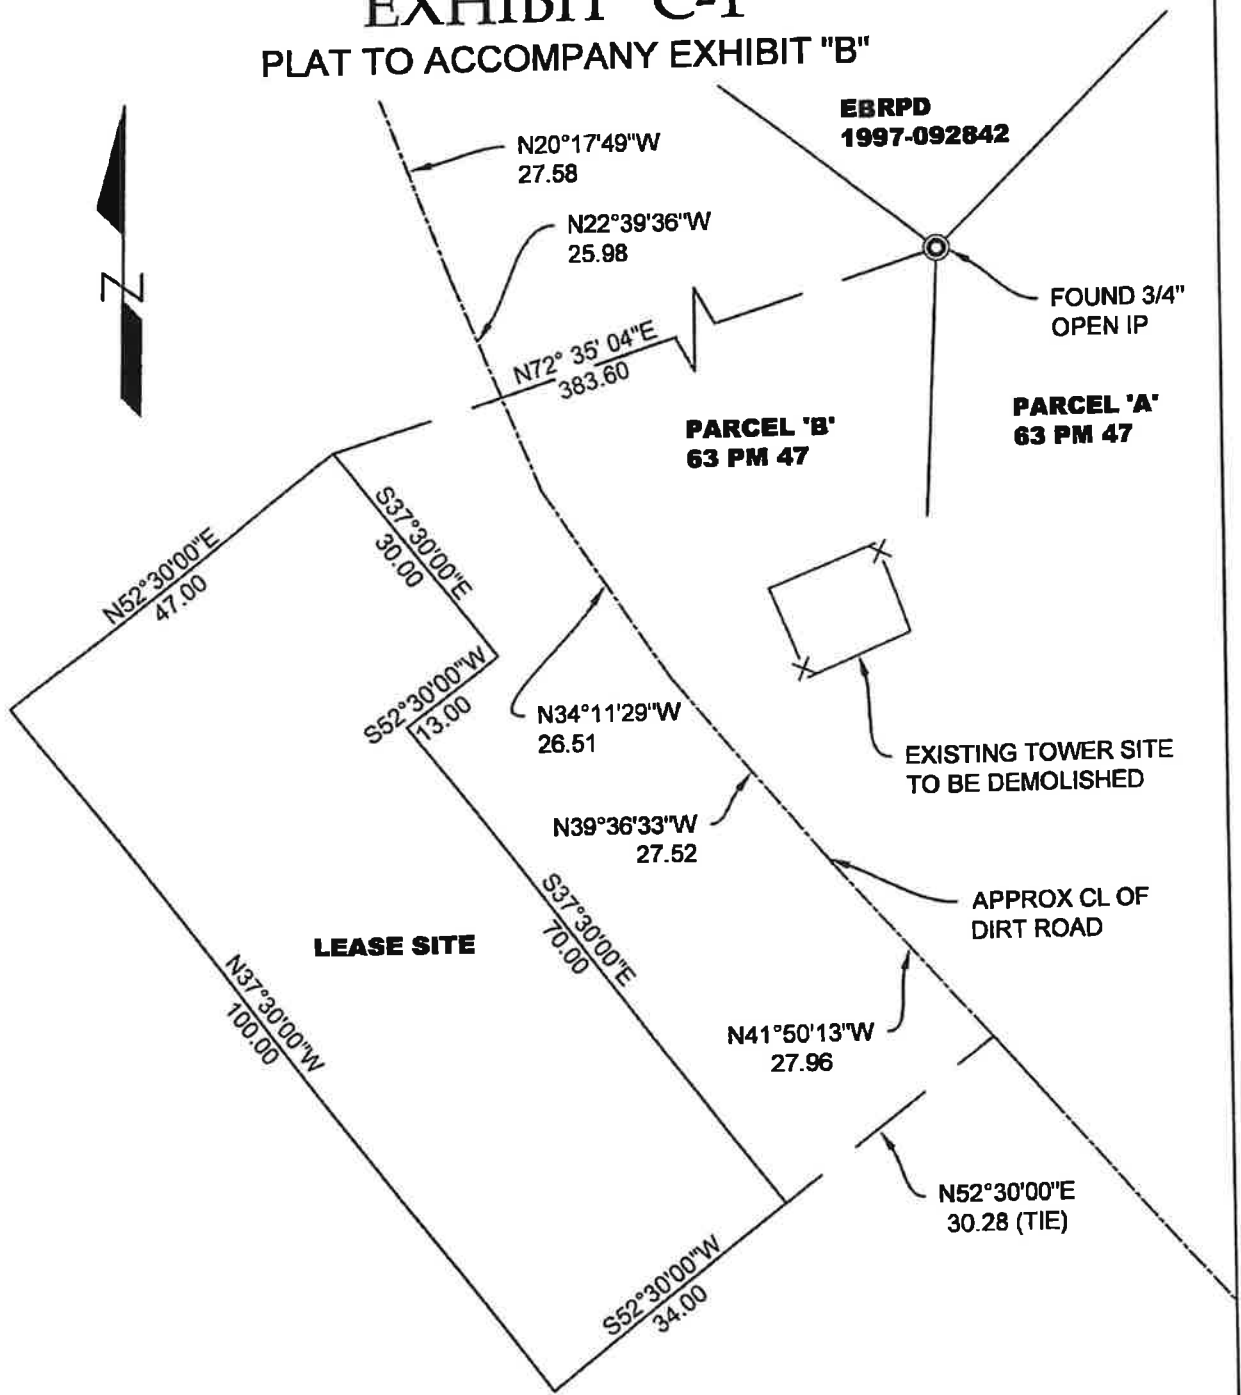 EXHIBIT "C-1"
PLAT TO ACCOMPANY EXHIBIT "B"
EBRPD
1997-092842
N20°17'49"W
27.58
N22°39'36"W
25.98
Z
FOUND 3/4"
OPEN IP
N72° 35' 04"E
383.60
PARCEL 'A'
63 PM 47
PARCEL 'B'
63 PM 47
S37°30'00"E
30.00
N52°30'00"E
47.00
S52°30'00"W
13.00
N34°11'29"W
26.51
EXISTING TOWER SITE
TO BE DEMOLISHED
N39°36'33"W
27.52
APPROX CL OF
DIRT ROAD
S37°30'00"E
70.00
LEASE SITE
N37°30'00"W
100.00
N41°50'13"W
27.96
N52°30'00"E
30.28 (TIE)
S52°30'00"W
34.00